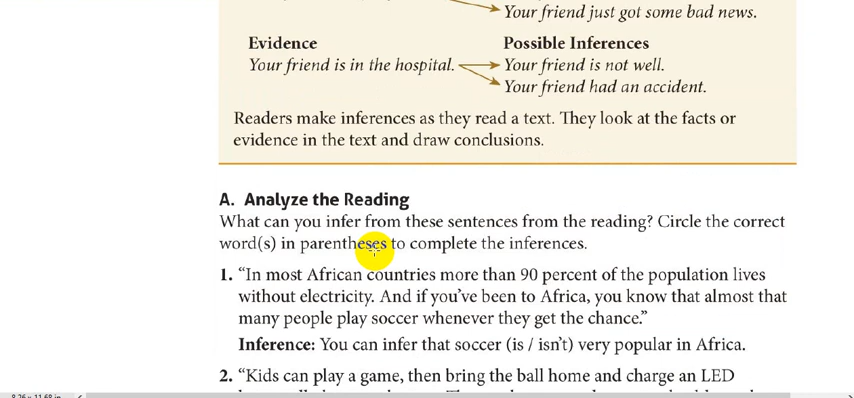 Your friend just got some bad news.
Evidence Possible Inferences
Your friend is in the hospital. Your friend is not well.
Your friend had an accident.
Readers make inferences as they read a text. They look at the facts or
evidence in the text and draw conclusions.
A. Analyze the Reading
What can you infer from these sentences from the reading? Circle the correct
word(s) in parentheses to complete the inferences.
1. “In most African countries more than 90 percent of the population lives
without electricity. And if you’ve been to Africa, you know that almost that
many people play soccer whenever they get the chance.”
Inference: You can infer that soccer (is / isn’t) very popular in Africa.
2. “Kids can play a game, then bring the ball home and charge an LED
8.26 x 11.68 in